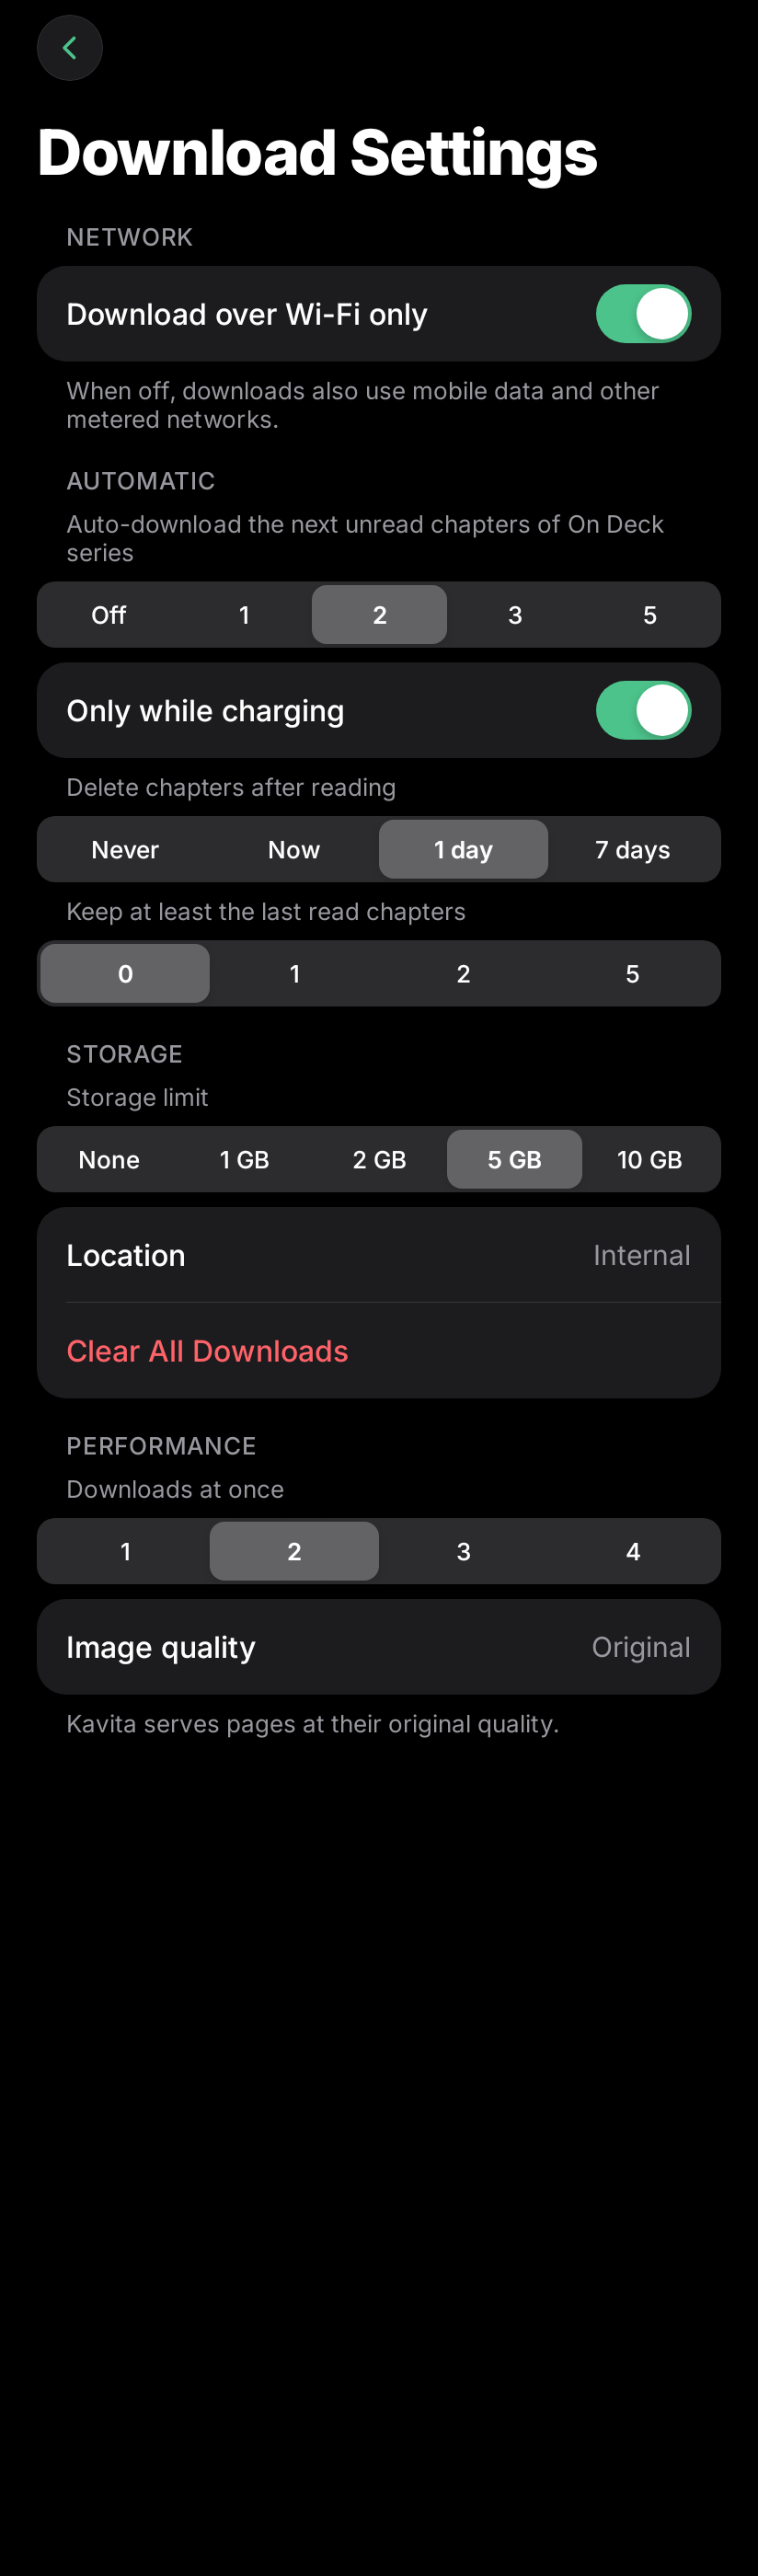 Download Settings
NETWORK
Download over Wi-Fi only
When off, downloads also use mobile data and other
metered networks.
AUTOMATIC
Auto-download the next unread chapters of On Deck
series
Off 1 2 3 5
Only while charging
Delete chapters after reading
Never Now 1 day 7 days
Keep at least the last read chapters
0 1 2 5
STORAGE
Storage limit
None 1 GB 2 GB 5 GB 10 GB
Location Internal
Clear All Downloads
PERFORMANCE
Downloads at once
1 2 3 4
Image quality Original
Kavita serves pages at their original quality.